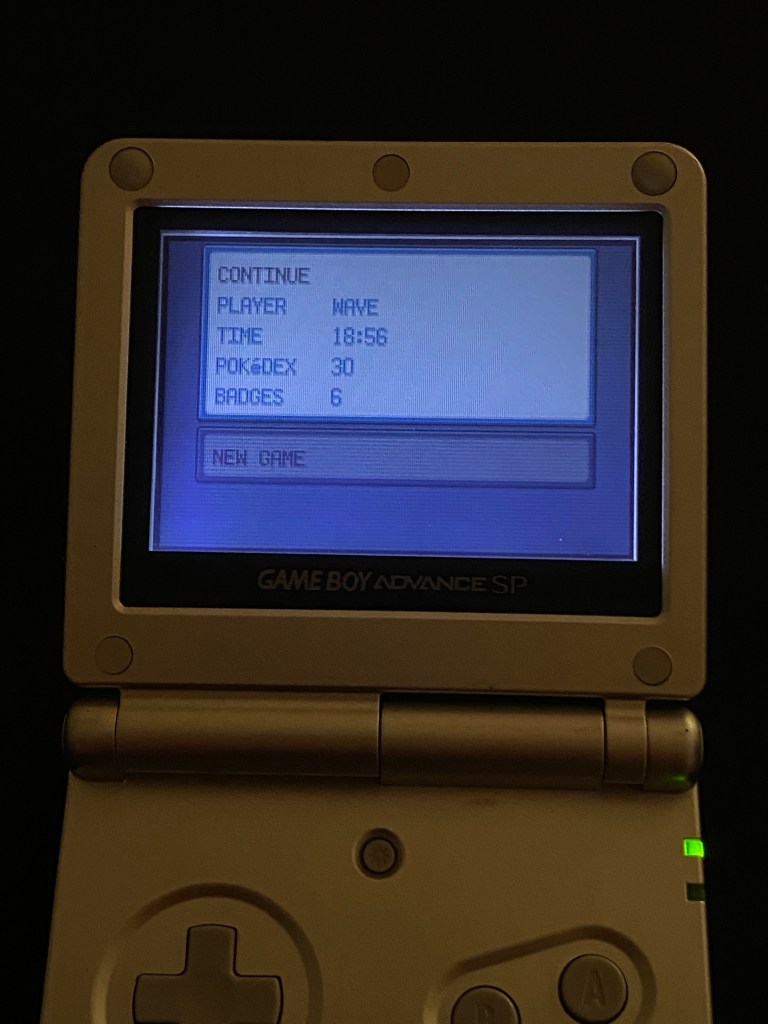 CONTINUE
PLAYER WAVE
TIME 18:56
POKéDEX 30
BADGES 6
NEW GAME
GAME BOY ADVANCE SP
B A